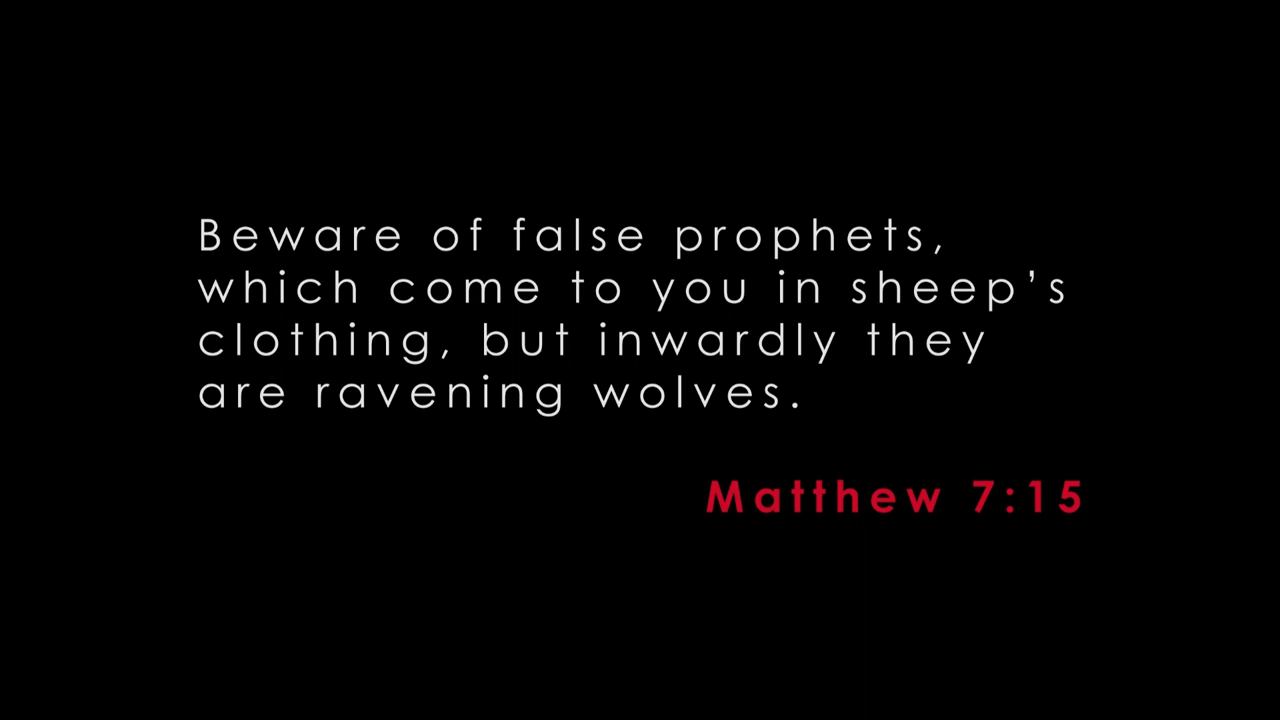 Beware of false prophets,
which come to you in sheep’s
clothing, but inwardly they
are ravening wolves.
Matthew 7:15